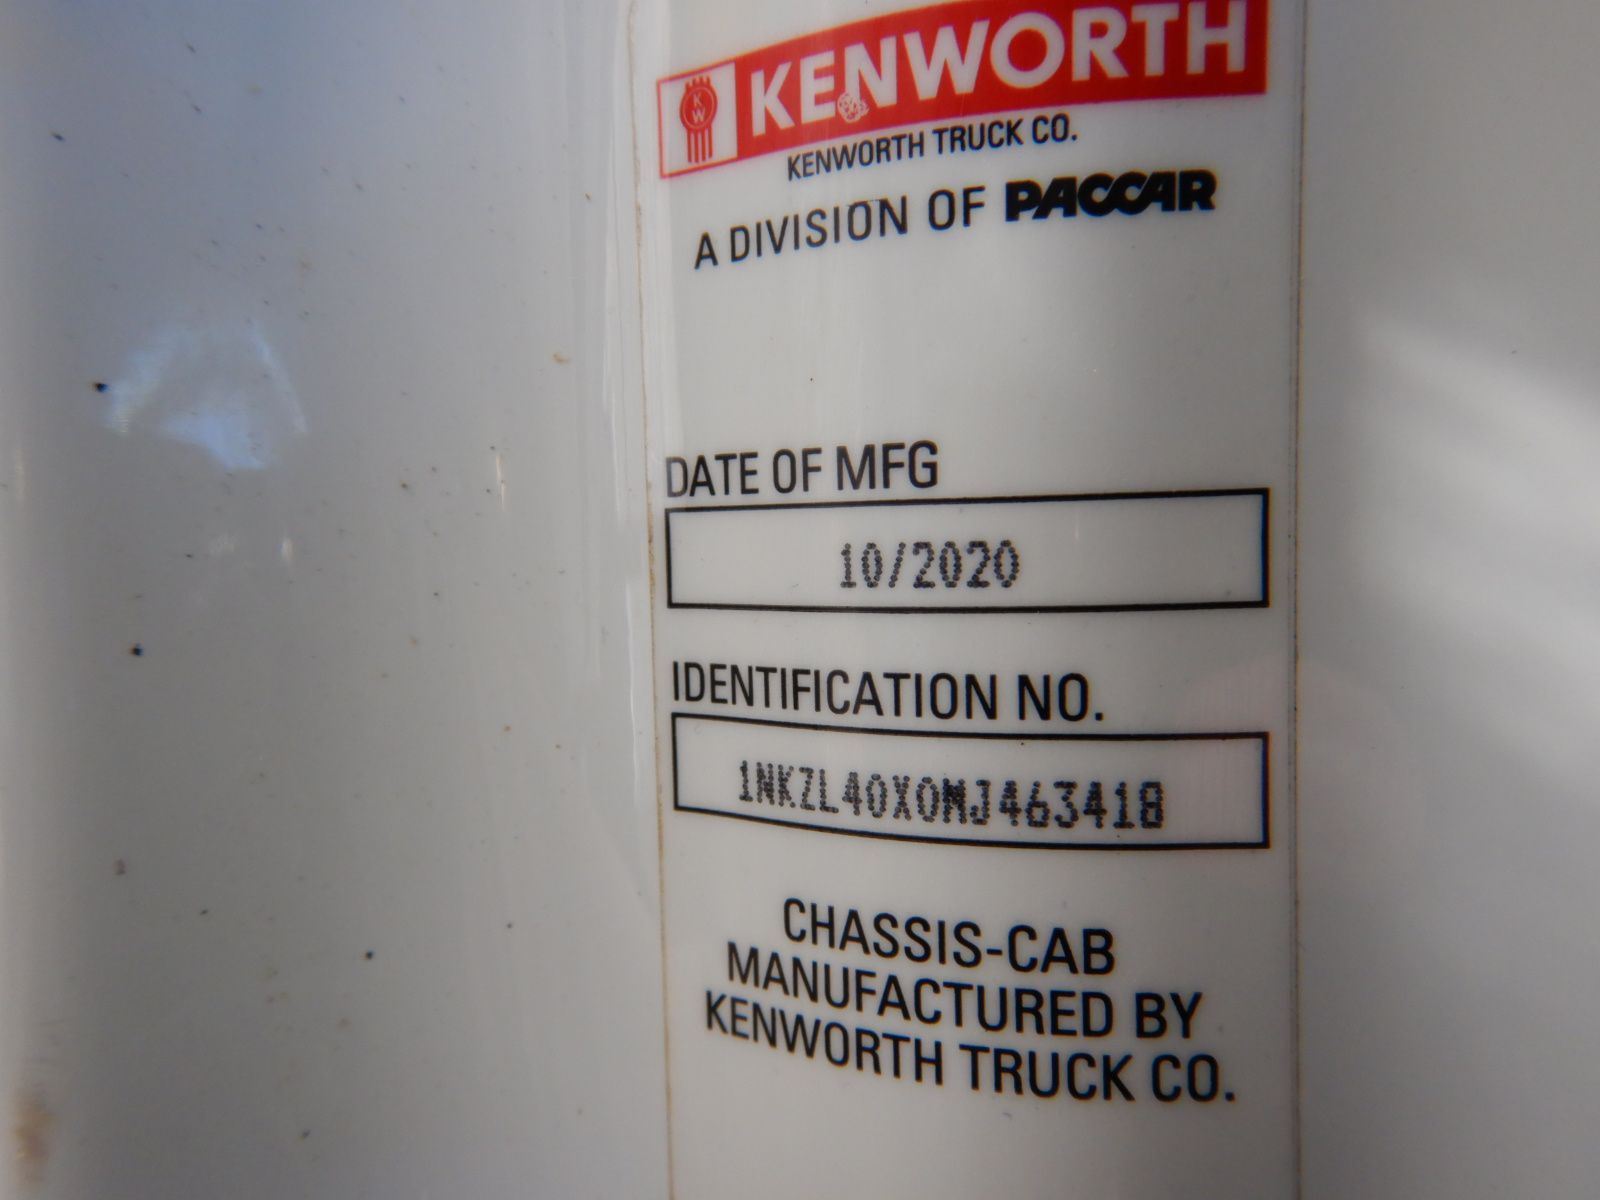 KW
KENWORTH
KENWORTH TRUCK CO.
A DIVISION OF PACCAR
DATE OF MFG
10/2020
IDENTIFICATION NO.
1NKZL40X0MJ463418
CHASSIS-CAB
MANUFACTURED BY
KENWORTH TRUCK CO.